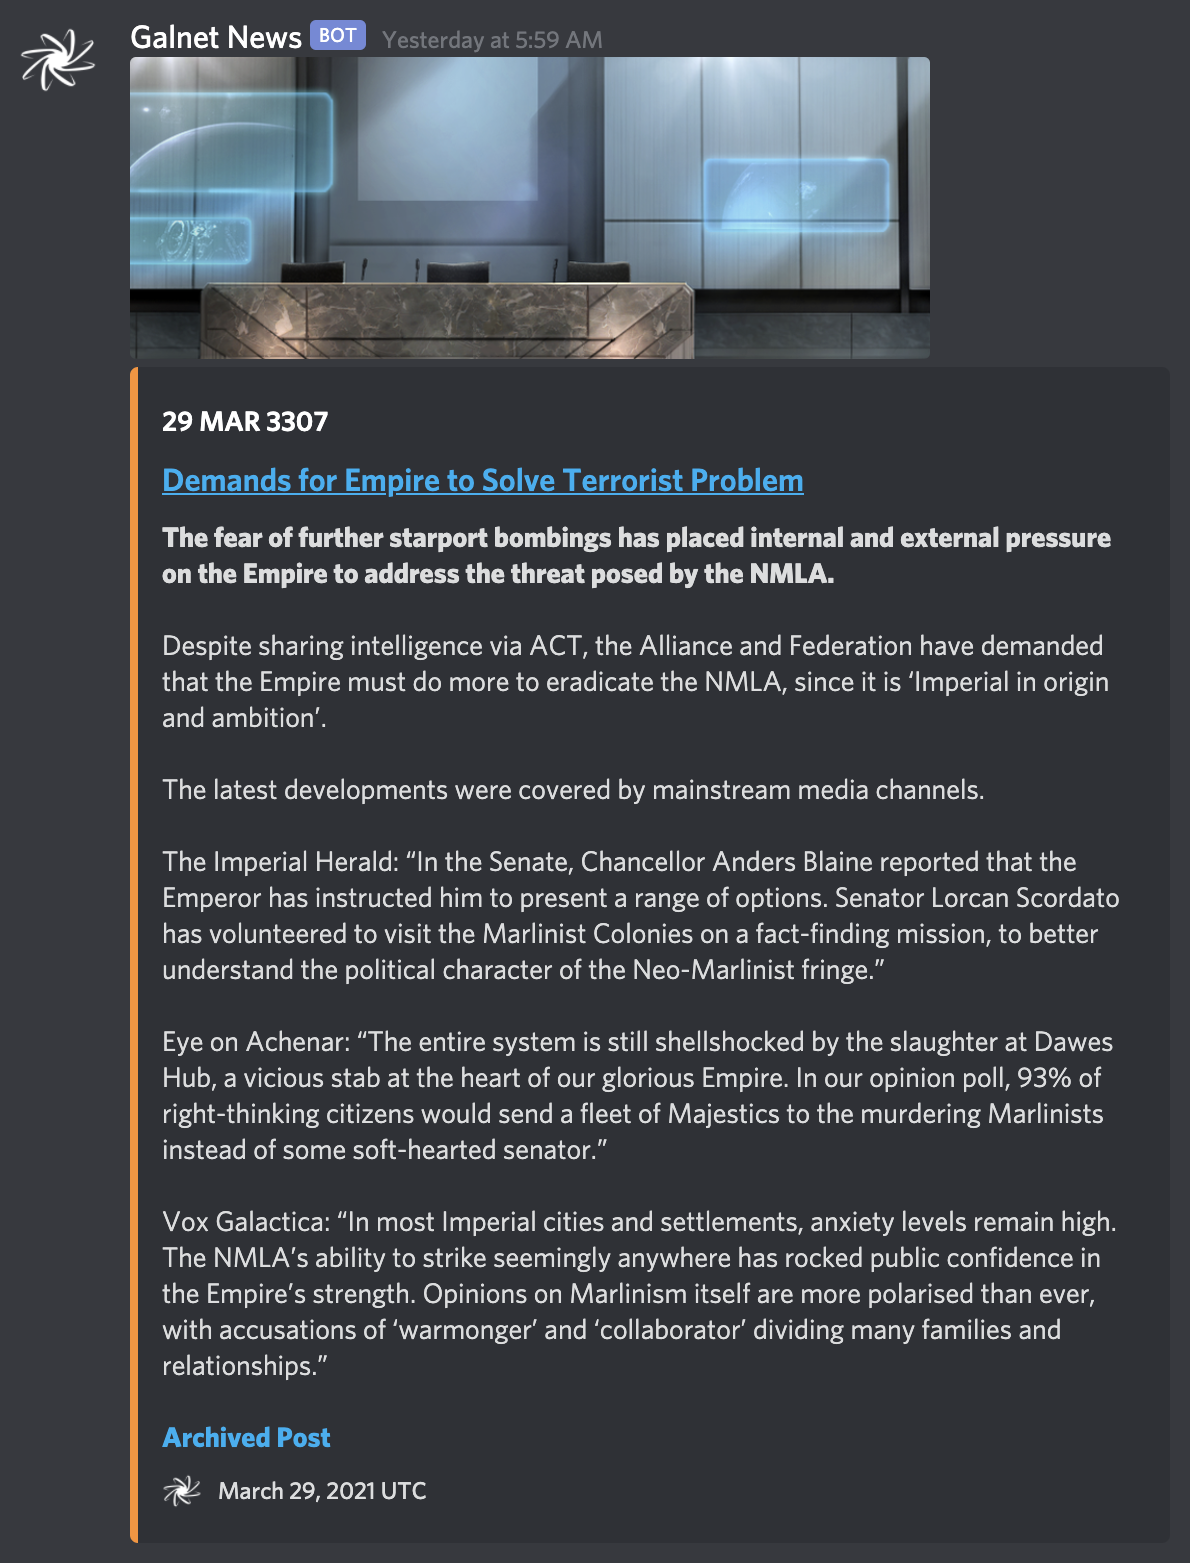 Galnet News BOT Yesterday at 5:59 AM
29 MAR 3307
Demands for Empire to Solve Terrorist Problem
The fear of further starport bombings has placed internal and external pressure
on the Empire to address the threat posed by the NMLA.
Despite sharing intelligence via ACT, the Alliance and Federation have demanded
that the Empire must do more to eradicate the NMLA, since it is ‘Imperial in origin
and ambition’.
The latest developments were covered by mainstream media channels.
The Imperial Herald: “In the Senate, Chancellor Anders Blaine reported that the
Emperor has instructed him to present a range of options. Senator Lorcan Scordato
has volunteered to visit the Marlinist Colonies on a fact-finding mission, to better
understand the political character of the Neo-Marlinist fringe.”
Eye on Achenar: “The entire system is still shellshocked by the slaughter at Dawes
Hub, a vicious stab at the heart of our glorious Empire. In our opinion poll, 93% of
right-thinking citizens would send a fleet of Majestics to the murdering Marlinists
instead of some soft-hearted senator.”
Vox Galactica: “In most Imperial cities and settlements, anxiety levels remain high.
The NMLA’s ability to strike seemingly anywhere has rocked public confidence in
the Empire’s strength. Opinions on Marlinism itself are more polarised than ever,
with accusations of ‘warmonger’ and ‘collaborator’ dividing many families and
relationships.”
Archived Post
March 29, 2021 UTC